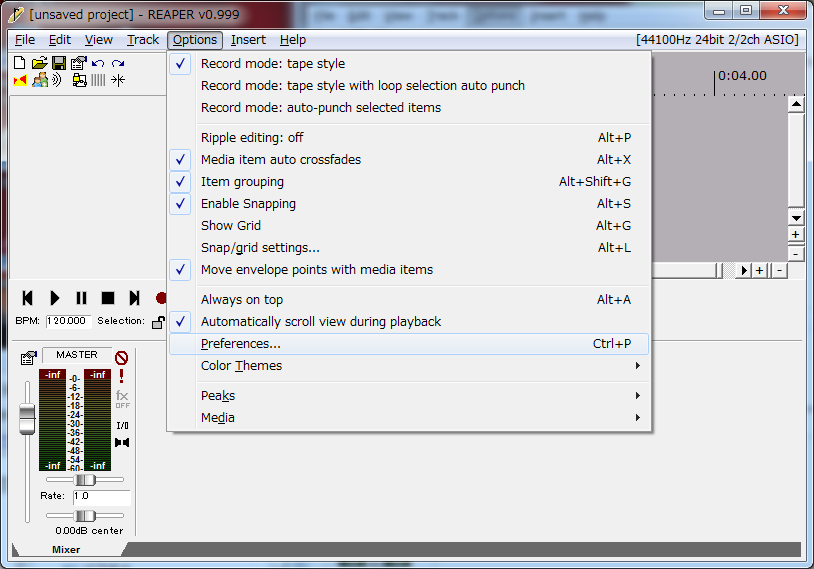 [unsaved project] - REAPER v0.999
File Edit View Track Options Insert Help [44100Hz 24bit 2/2ch ASIO]
0:04.00
Record mode: tape style
Record mode: tape style with loop selection auto punch
Record mode: auto-punch selected items
Ripple editing: off Alt+P
Media item auto crossfades Alt+X
Item grouping Alt+Shift+G
Enable Snapping Alt+S
Show Grid Alt+G
Snap/grid settings... Alt+L
Move envelope points with media items
Always on top Alt+A
Automatically scroll view during playback
Preferences... Ctrl+P
Color Themes
Peaks
Media
BPM: 120.000 Selection:
MASTER
-inf -inf
-0-
-6-
-12-
-18-
-24-
-30-
-36-
-42-
-48-
-54-
-60-
-inf -inf
fx
OFF
I/O
Rate: 1.0
0.00dB center
Mixer